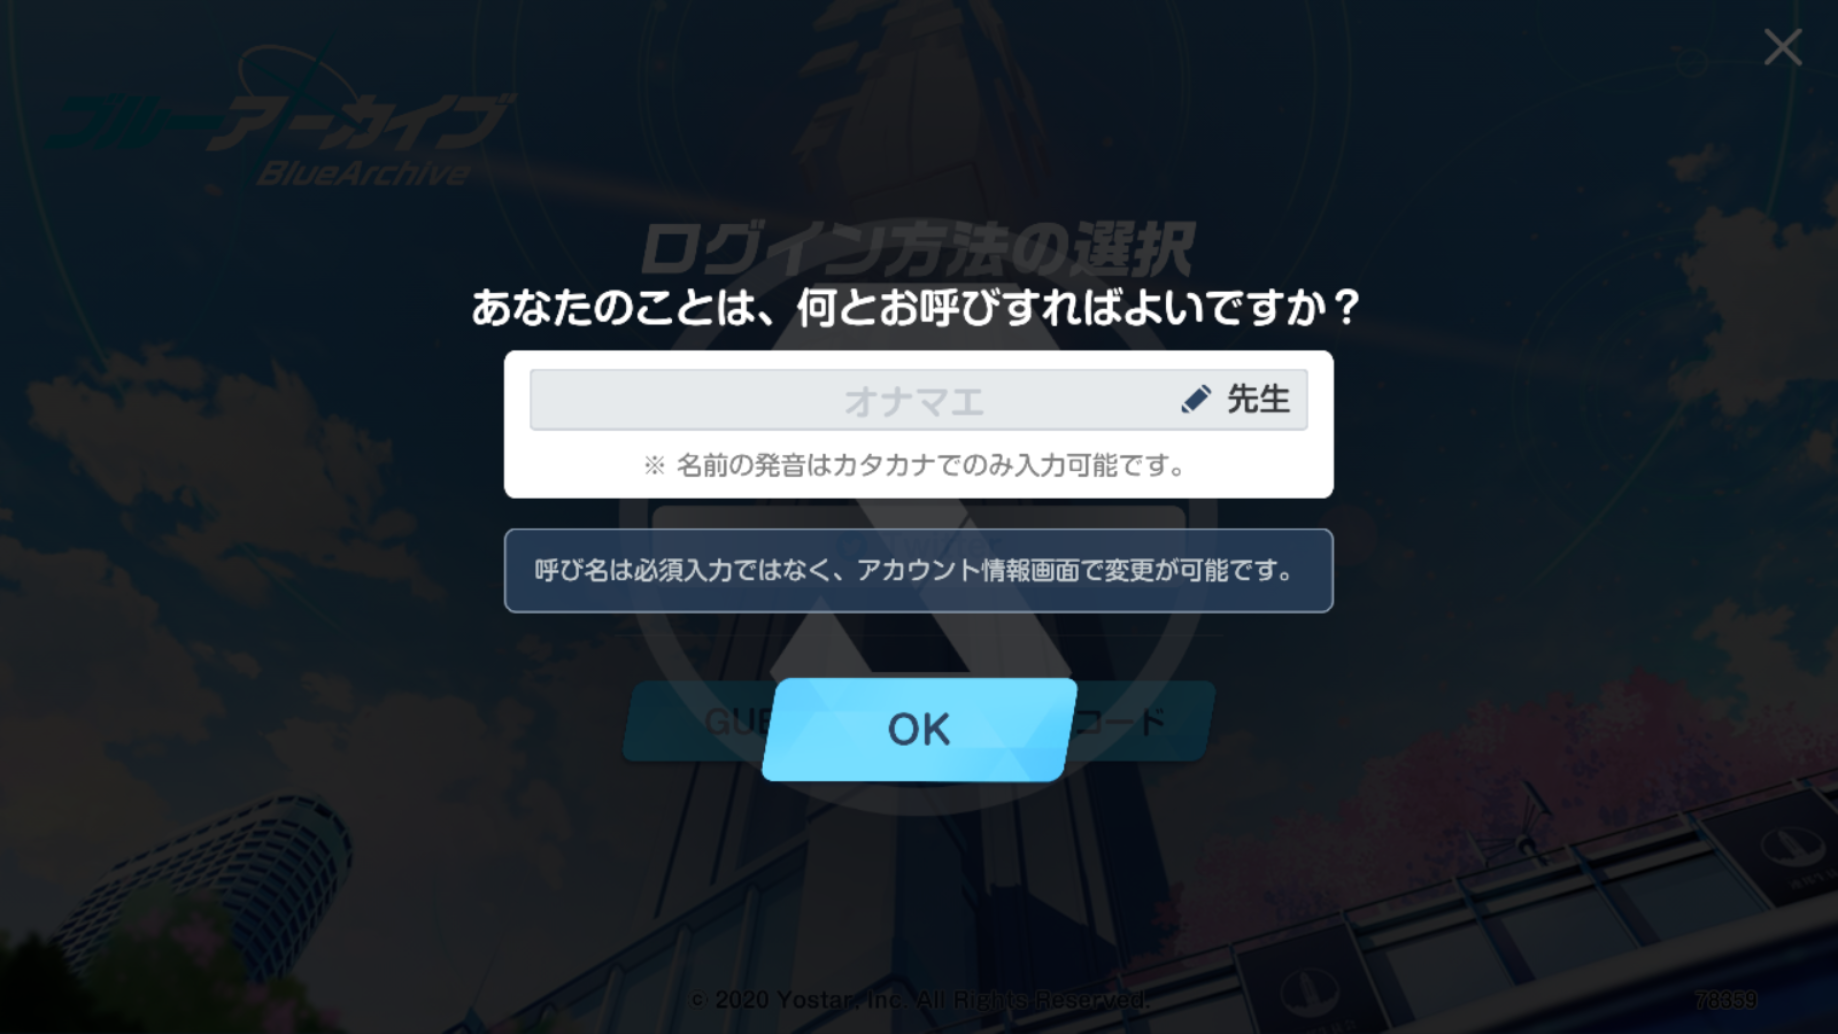 ブルーアーカイブ
BlueArchive
ログイン方法の選択
あなたのことは、何とお呼びすればよいですか？
オナマエ
先生
※ 名前の発音はカタカナでのみ入力可能です。
Twitter
呼び名は必須入力ではなく、アカウント情報画面で変更が可能です。
OK
コード
© 2020 Yostar, Inc. All Rights Reserved.
78359